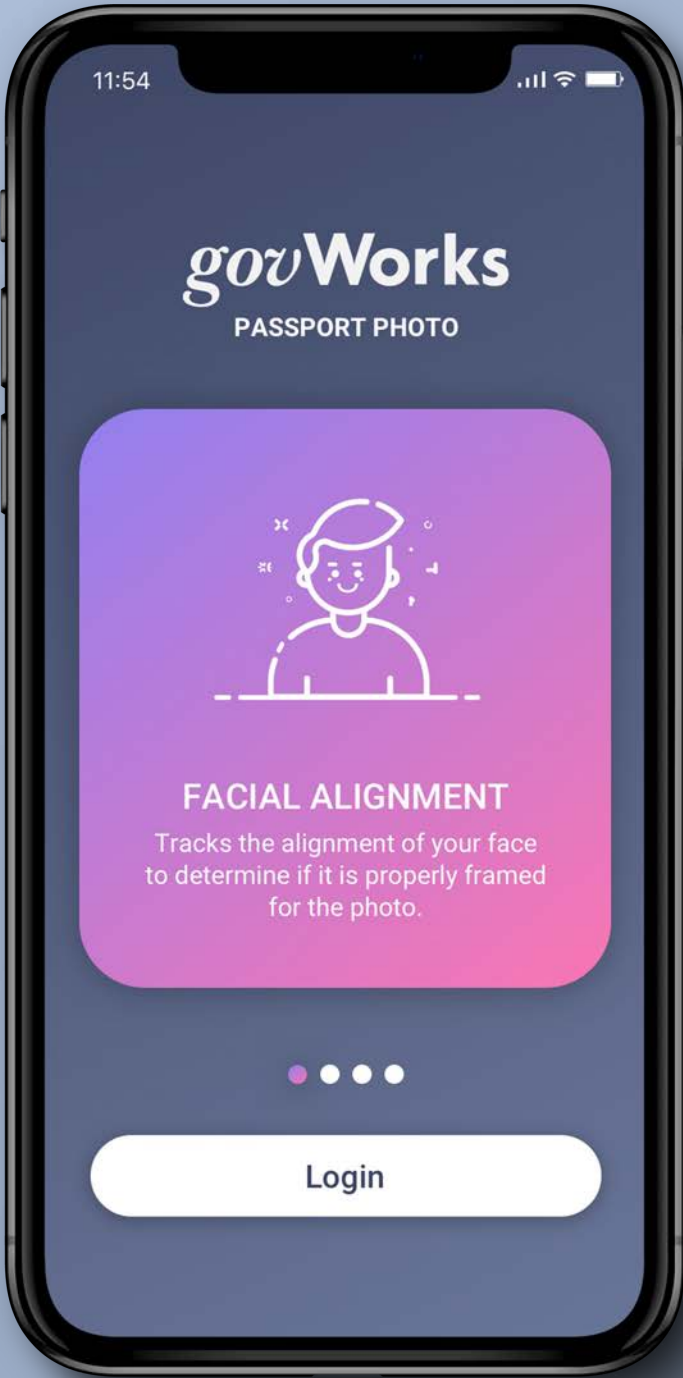 11:54
govWorks
PASSPORT PHOTO
FACIAL ALIGNMENT
Tracks the alignment of your face
to determine if it is properly framed
for the photo.
Login